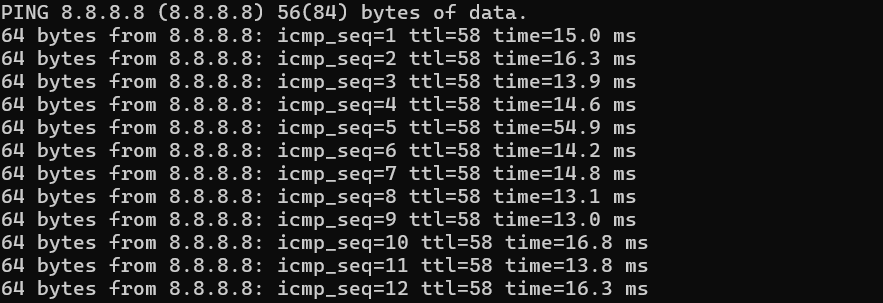 PING 8.8.8.8 (8.8.8.8) 56(84) bytes of data.
64 bytes from 8.8.8.8: icmp_seq=1 ttl=58 time=15.0 ms
64 bytes from 8.8.8.8: icmp_seq=2 ttl=58 time=16.3 ms
64 bytes from 8.8.8.8: icmp_seq=3 ttl=58 time=13.9 ms
64 bytes from 8.8.8.8: icmp_seq=4 ttl=58 time=14.6 ms
64 bytes from 8.8.8.8: icmp_seq=5 ttl=58 time=54.9 ms
64 bytes from 8.8.8.8: icmp_seq=6 ttl=58 time=14.2 ms
64 bytes from 8.8.8.8: icmp_seq=7 ttl=58 time=14.8 ms
64 bytes from 8.8.8.8: icmp_seq=8 ttl=58 time=13.1 ms
64 bytes from 8.8.8.8: icmp_seq=9 ttl=58 time=13.0 ms
64 bytes from 8.8.8.8: icmp_seq=10 ttl=58 time=16.8 ms
64 bytes from 8.8.8.8: icmp_seq=11 ttl=58 time=13.8 ms
64 bytes from 8.8.8.8: icmp_seq=12 ttl=58 time=16.3 ms